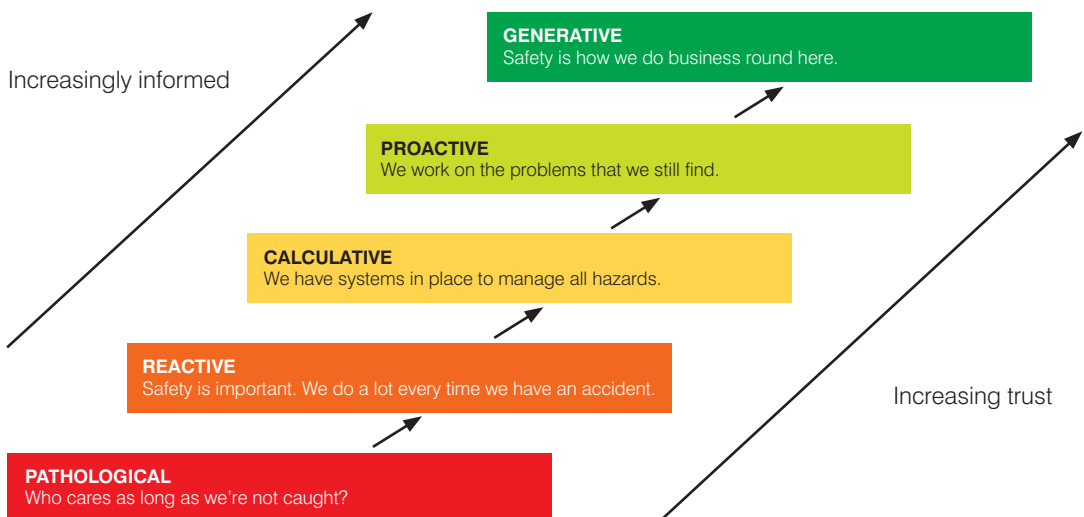 GENERATIVE
Safety is how we do business round here.
Increasingly informed
PROACTIVE
We work on the problems that we still find.
CALCULATIVE
We have systems in place to manage all hazards.
REACTIVE
Safety is important. We do a lot every time we have an accident.
Increasing trust
PATHOLOGICAL
Who cares as long as we’re not caught?